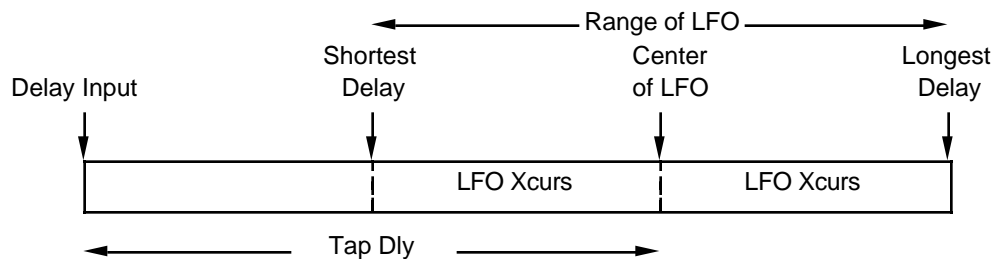 Range of LFO
Shortest
Delay
Center
of LFO
Longest
Delay
Delay Input
LFO Xcurs
LFO Xcurs
Tap Dly